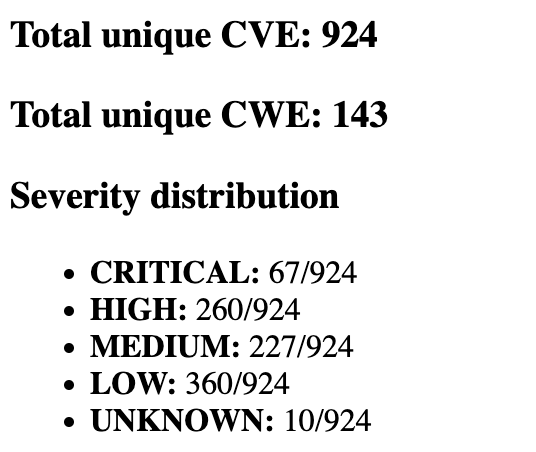 Total unique CVE: 924
Total unique CWE: 143
Severity distribution
• CRITICAL: 67/924
• HIGH: 260/924
• MEDIUM: 227/924
• LOW: 360/924
• UNKNOWN: 10/924